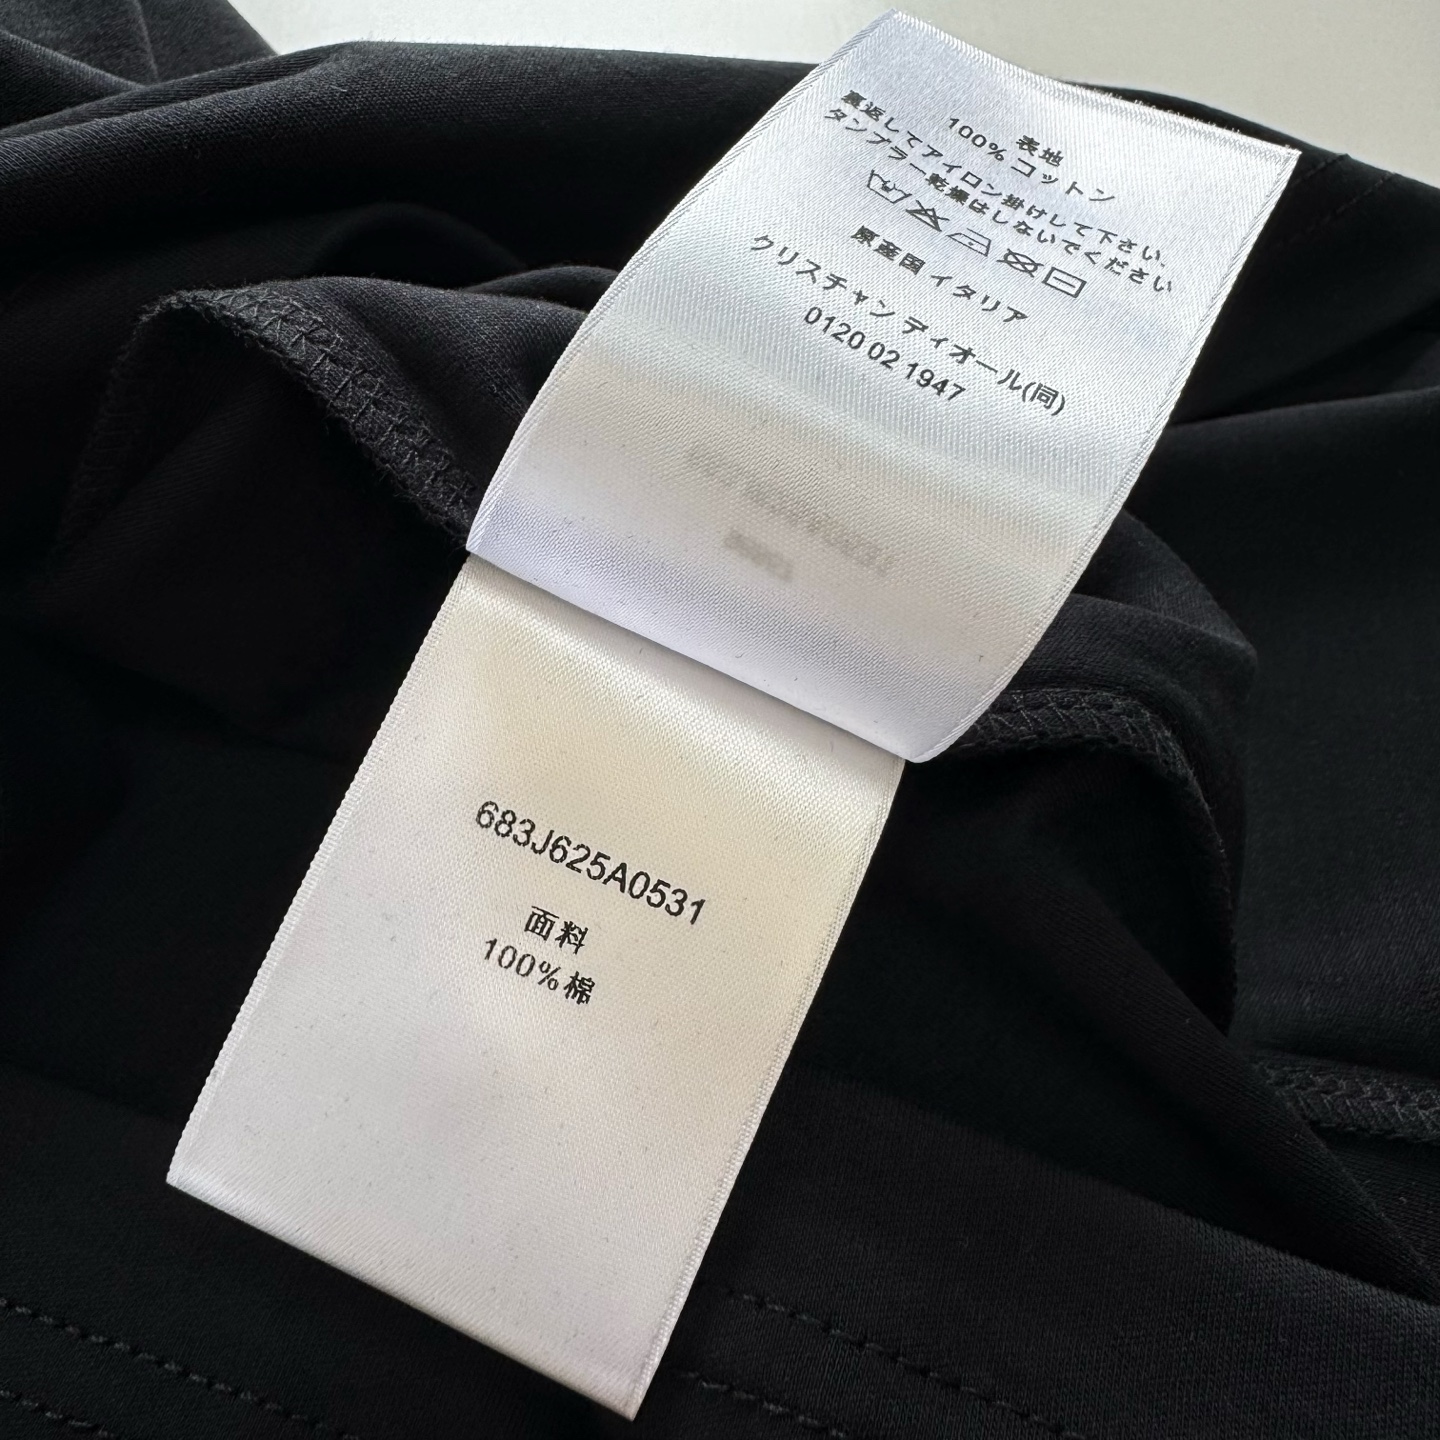 表地
100% コットン
裏返してアイロン掛けして下さい.
タンブラー乾燥はしないでください
原産国 イタリア
クリスチャン ディオール(同)
0120 02 1947
683J625A0531
面料
100%棉